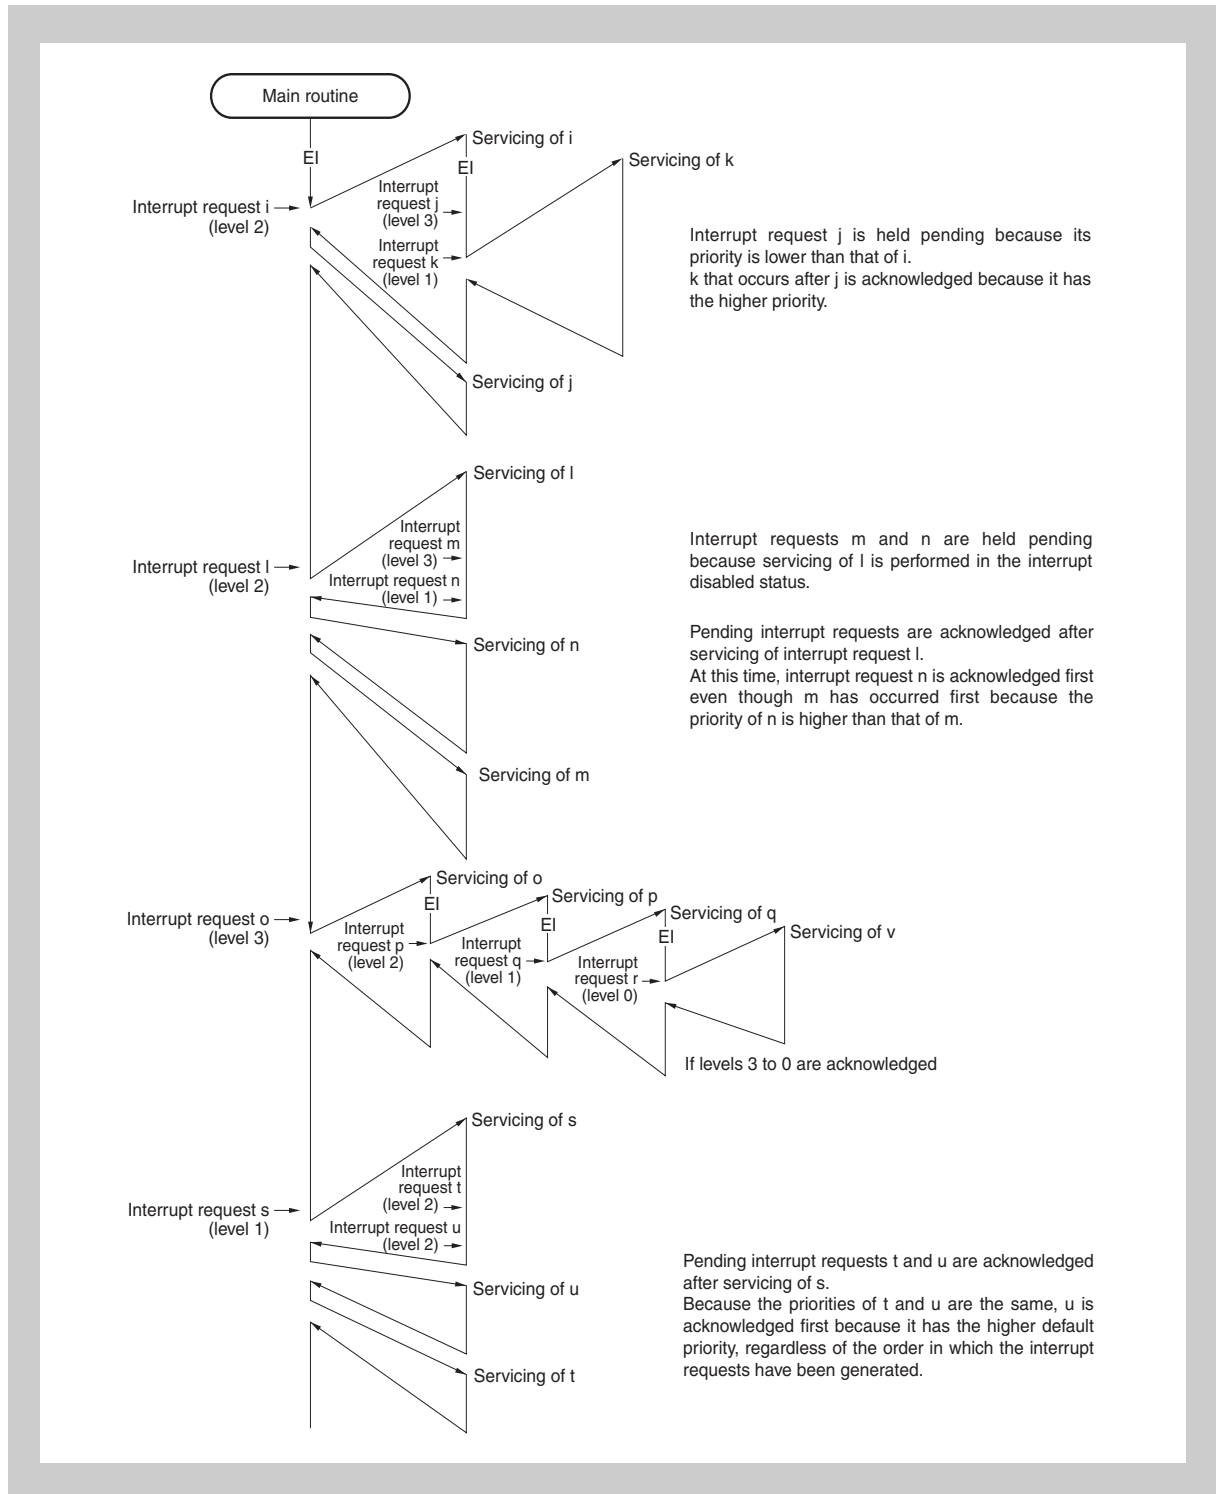 Main routine
EI
Servicing of i
EI
Servicing of k
Interrupt request i
(level 2)
Interrupt
request j
(level 3)
Interrupt
request k
(level 1)
Interrupt request j is held pending because its
priority is lower than that of i.
k that occurs after j is acknowledged because it has
the higher priority.
Servicing of j
Servicing of l
Interrupt request l
(level 2)
Interrupt
request m
(level 3)
Interrupt request n
(level 1)
Interrupt requests m and n are held pending
because servicing of l is performed in the interrupt
disabled status.
Pending interrupt requests are acknowledged after
servicing of interrupt request l.
At this time, interrupt request n is acknowledged first
even though m has occurred first because the
priority of n is higher than that of m.
Servicing of n
Servicing of m
Interrupt request o
(level 3)
Servicing of o
EI
Interrupt
request p
(level 2)
Servicing of p
EI
Interrupt
request q
(level 1)
Servicing of q
EI
Interrupt
request r
(level 0)
Servicing of v
If levels 3 to 0 are acknowledged
Servicing of s
Interrupt request s
(level 1)
Interrupt
request t
(level 2)
Interrupt request u
(level 2)
Servicing of u
Servicing of t
Pending interrupt requests t and u are acknowledged
after servicing of s.
Because the priorities of t and u are the same, u is
acknowledged first because it has the higher default
priority, regardless of the order in which the interrupt
requests have been generated.